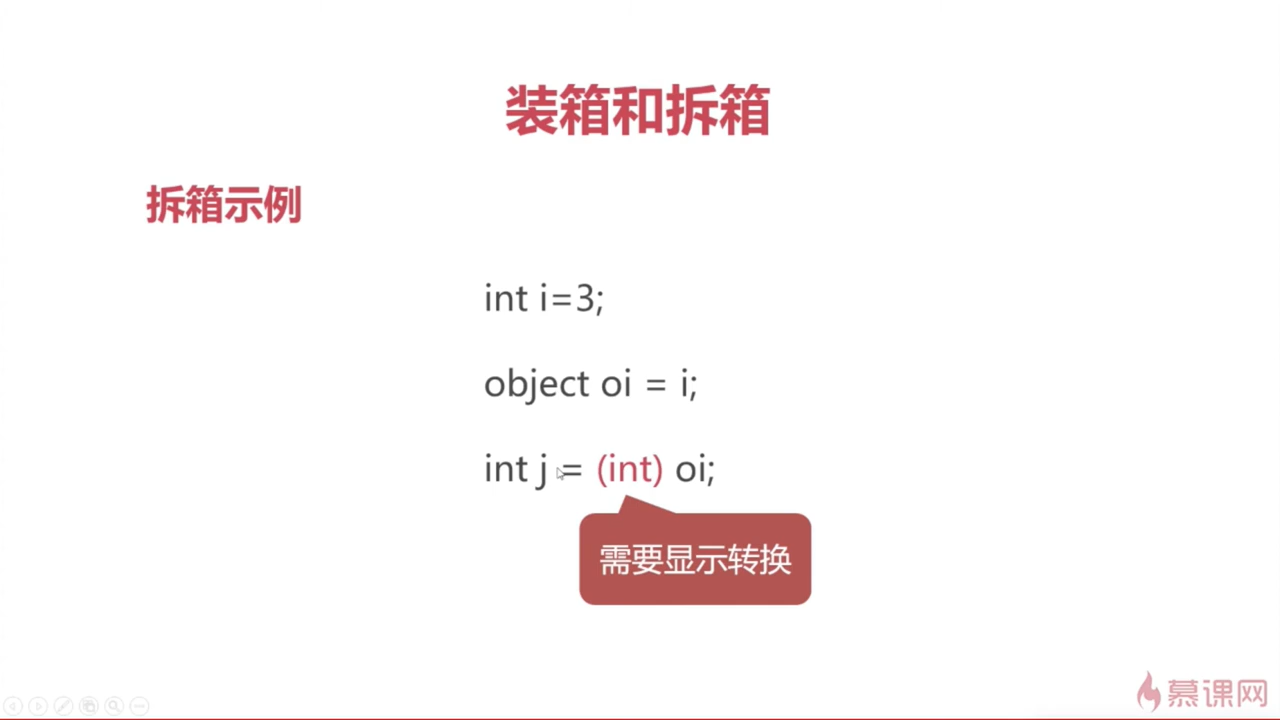 装箱和拆箱
拆箱示例
int i=3;
object oi = i;
int j = (int) oi;
需要显示转换
慕课网